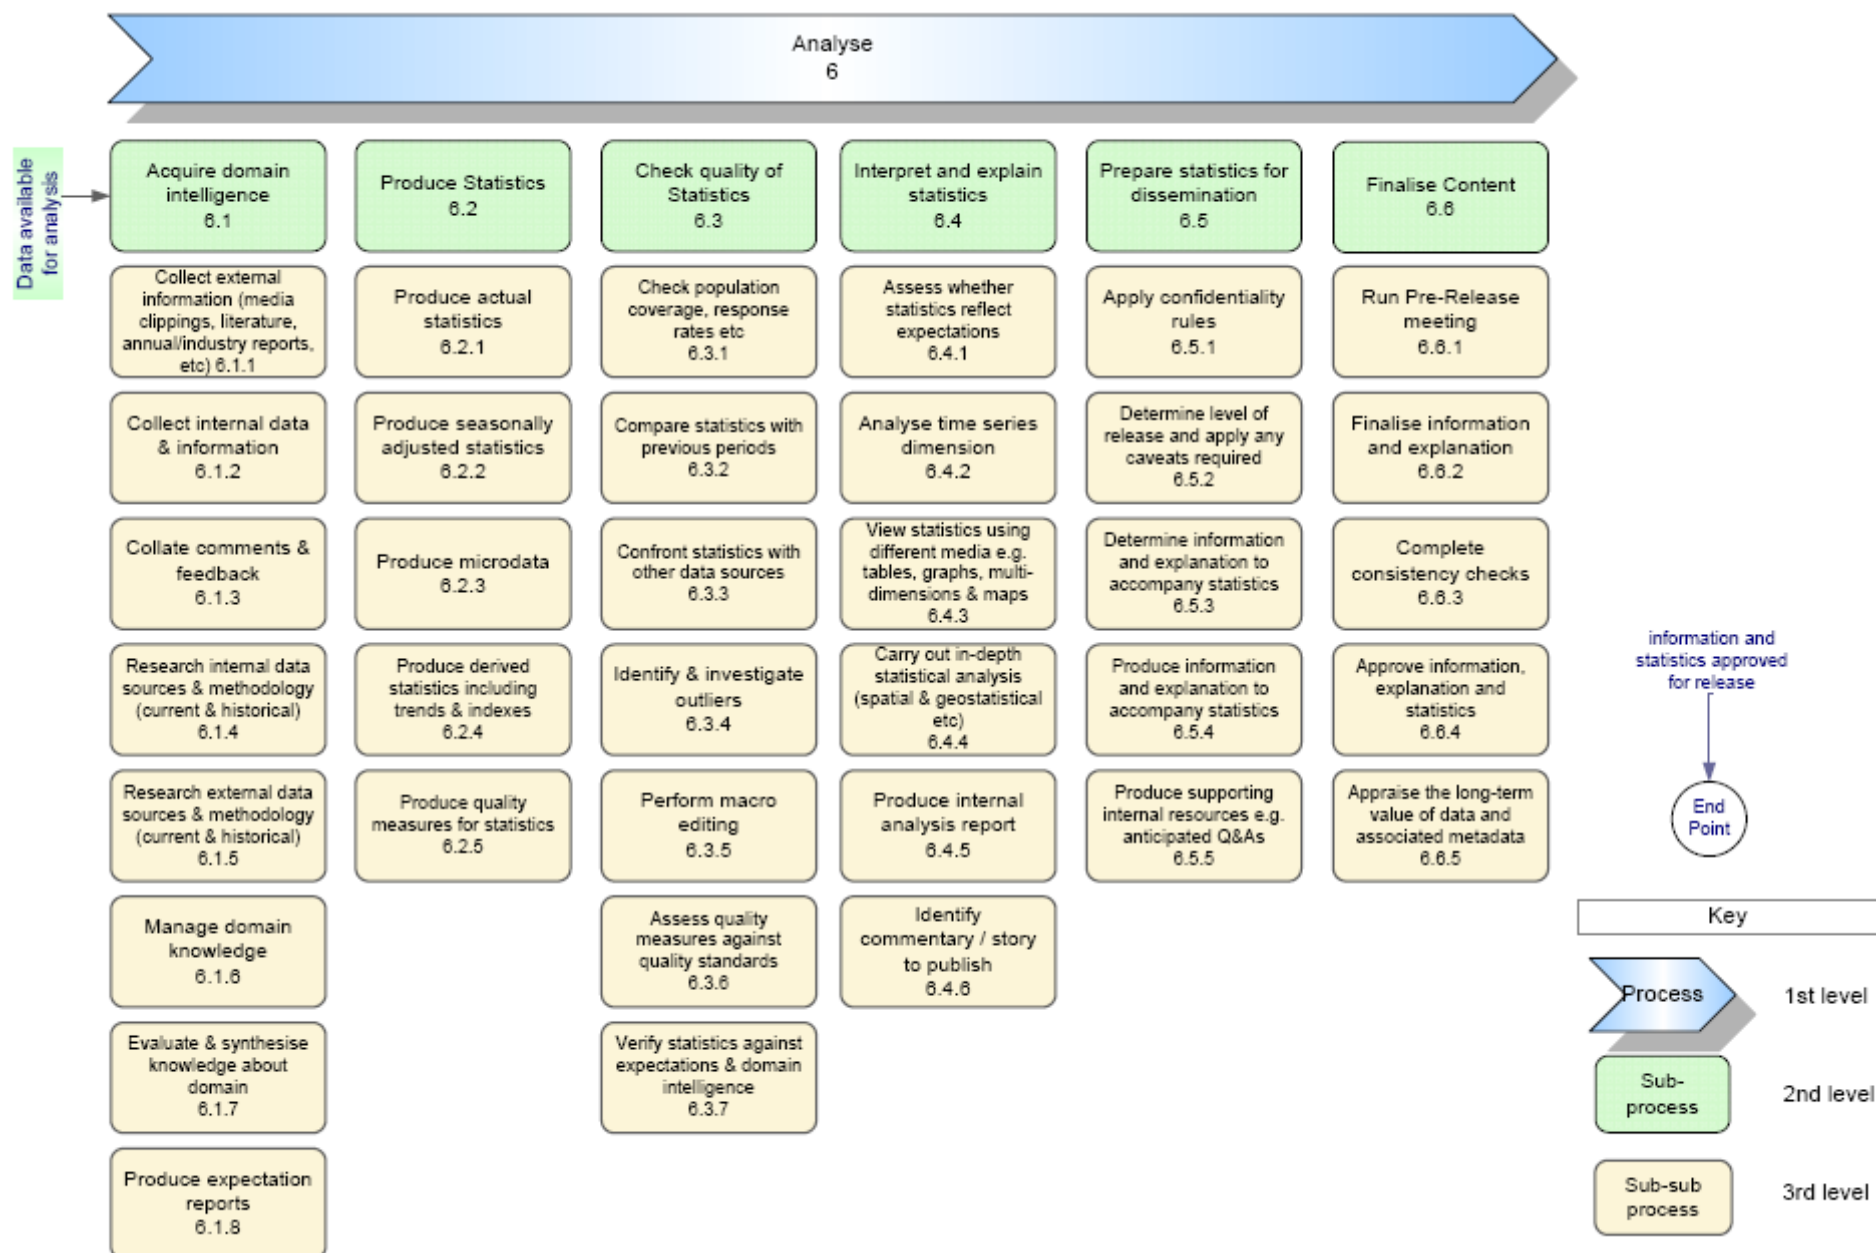 Analyse
6
Data available
for analysis
Acquire domain
intelligence
6.1
Produce Statistics
6.2
Check quality of
Statistics
6.3
Interpret and explain
statistics
6.4
Prepare statistics for
dissemination
6.5
Finalise Content
6.6
Collect external
information (media
clippings, literature,
annual/industry reports,
etc) 6.1.1
Produce actual
statistics
6.2.1
Check population
coverage, response
rates etc
6.3.1
Assess whether
statistics reflect
expectations
6.4.1
Apply confidentiality
rules
6.5.1
Run Pre-Release
meeting
6.6.1
Collect internal data
& information
6.1.2
Produce seasonally
adjusted statistics
6.2.2
Compare statistics with
previous periods
6.3.2
Analyse time series
dimension
6.4.2
Determine level of
release and apply any
caveats required
6.5.2
Finalise information
and explanation
6.6.2
Collate comments &
feedback
6.1.3
Produce microdata
6.2.3
Confront statistics with
other data sources
6.3.3
View statistics using
different media e.g.
tables, graphs, multi-
dimensions & maps
6.4.3
Determine information
and explanation to
accompany statistics
6.5.3
Complete
consistency checks
6.6.3
Research internal data
sources & methodology
(current & historical)
6.1.4
Produce derived
statistics including
trends & indexes
6.2.4
Identify & investigate
outliers
6.3.4
Carry out in-depth
statistical analysis
(spatial & geostatistical
etc)
6.4.4
Produce information
and explanation to
accompany statistics
6.5.4
Approve information,
explanation and
statistics
6.6.4
information and
statistics approved
for release
Research external data
sources & methodology
(current & historical)
6.1.5
Produce quality
measures for statistics
6.2.5
Perform macro
editing
6.3.5
Produce internal
analysis report
6.4.5
Produce supporting
internal resources e.g.
anticipated Q&As
6.5.5
Appraise the long-term
value of data and
associated metadata
6.6.5
End
Point
Manage domain
knowledge
6.1.6
Assess quality
measures against
quality standards
6.3.6
Identify
commentary / story
to publish
6.4.6
Evaluate & synthesise
knowledge about
domain
6.1.7
Verify statistics against
expectations & domain
intelligence
6.3.7
Produce expectation
reports
6.1.8
Key
Process
1st level
Sub-
process
2nd level
Sub-sub
process
3rd level